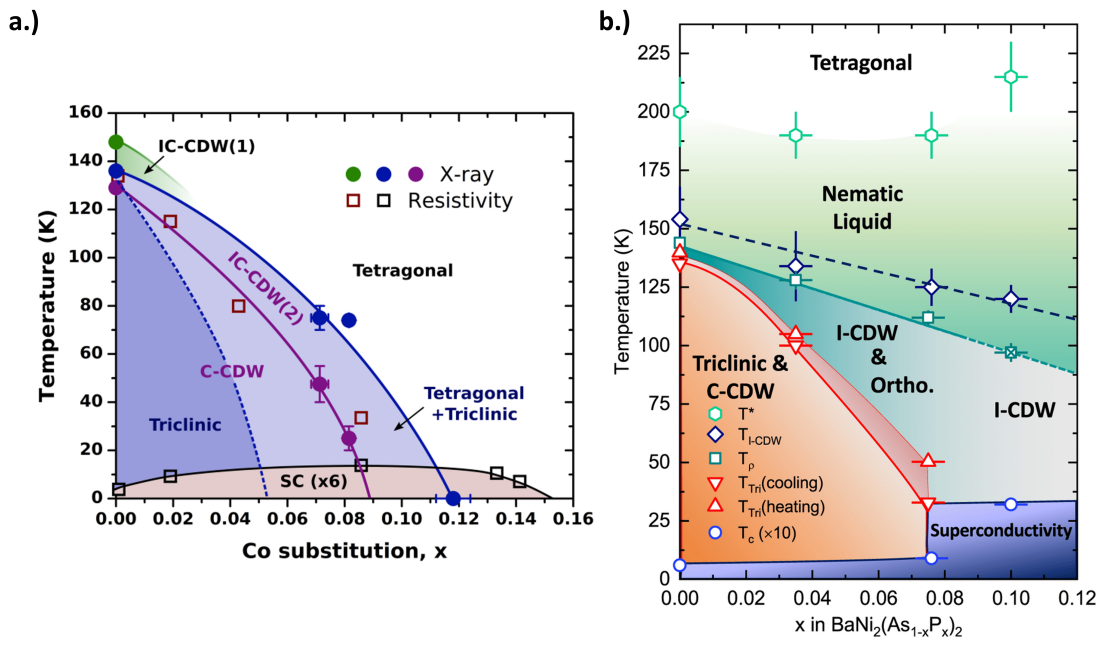 a.)
160
140
120
100
80
60
40
20
0
0.00 0.02 0.04 0.06 0.08 0.10 0.12 0.14 0.16
Temperature (K)
Co substitution, x
IC-CDW(1)
X-ray
Resistivity
Tetragonal
IC-CDW(2)
C-CDW
Triclinic
Tetragonal
+Triclinic
SC (x6)
b.)
225
200
175
150
125
100
75
50
25
0
0.00 0.02 0.04 0.06 0.08 0.10 0.12
Temperature (K)
x in BaNi2(As1-xPx)2
Tetragonal
Nematic
Liquid
I-CDW
&
Ortho.
I-CDW
Triclinic &
C-CDW
T*
TI-CDW
Tρ
TTri(cooling)
TTri(heating)
Tc (×10)
Superconductivity